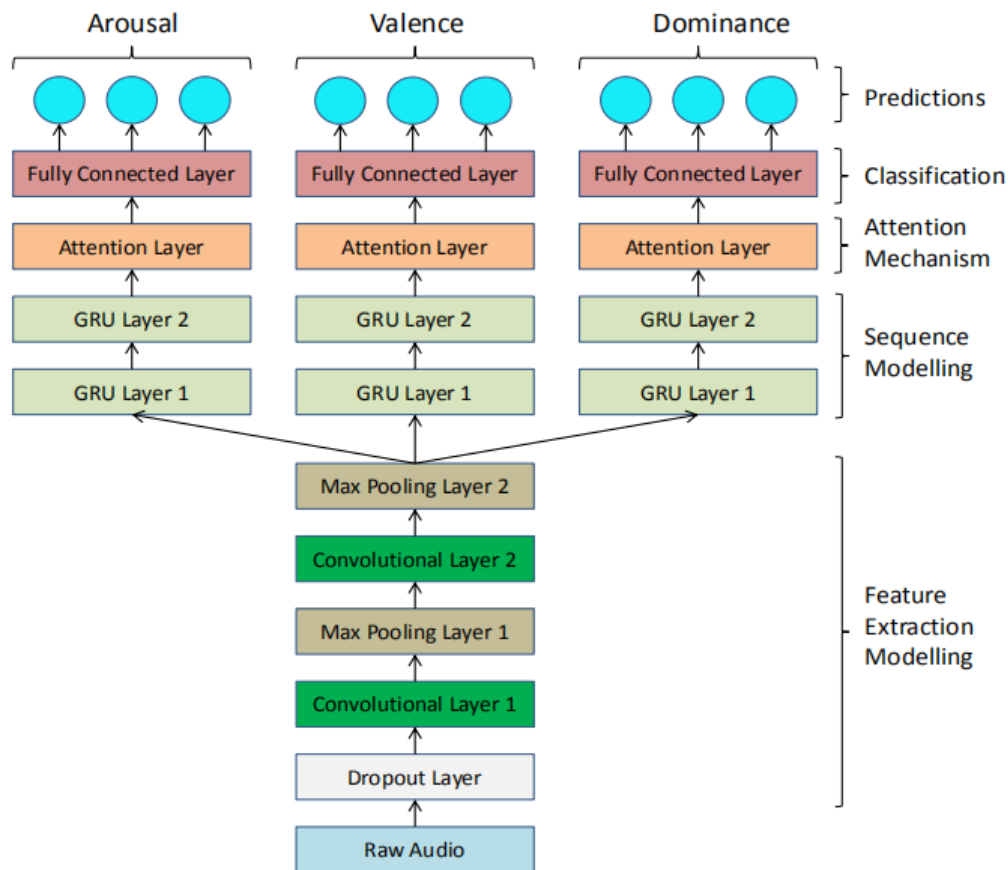 Arousal
Valence
Dominance
Predictions
Fully Connected Layer
Fully Connected Layer
Fully Connected Layer
Classification
Attention Layer
Attention Layer
Attention Layer
Attention
Mechanism
GRU Layer 2
GRU Layer 2
GRU Layer 2
GRU Layer 1
GRU Layer 1
GRU Layer 1
Sequence
Modelling
Max Pooling Layer 2
Convolutional Layer 2
Max Pooling Layer 1
Convolutional Layer 1
Dropout Layer
Feature
Extraction
Modelling
Raw Audio